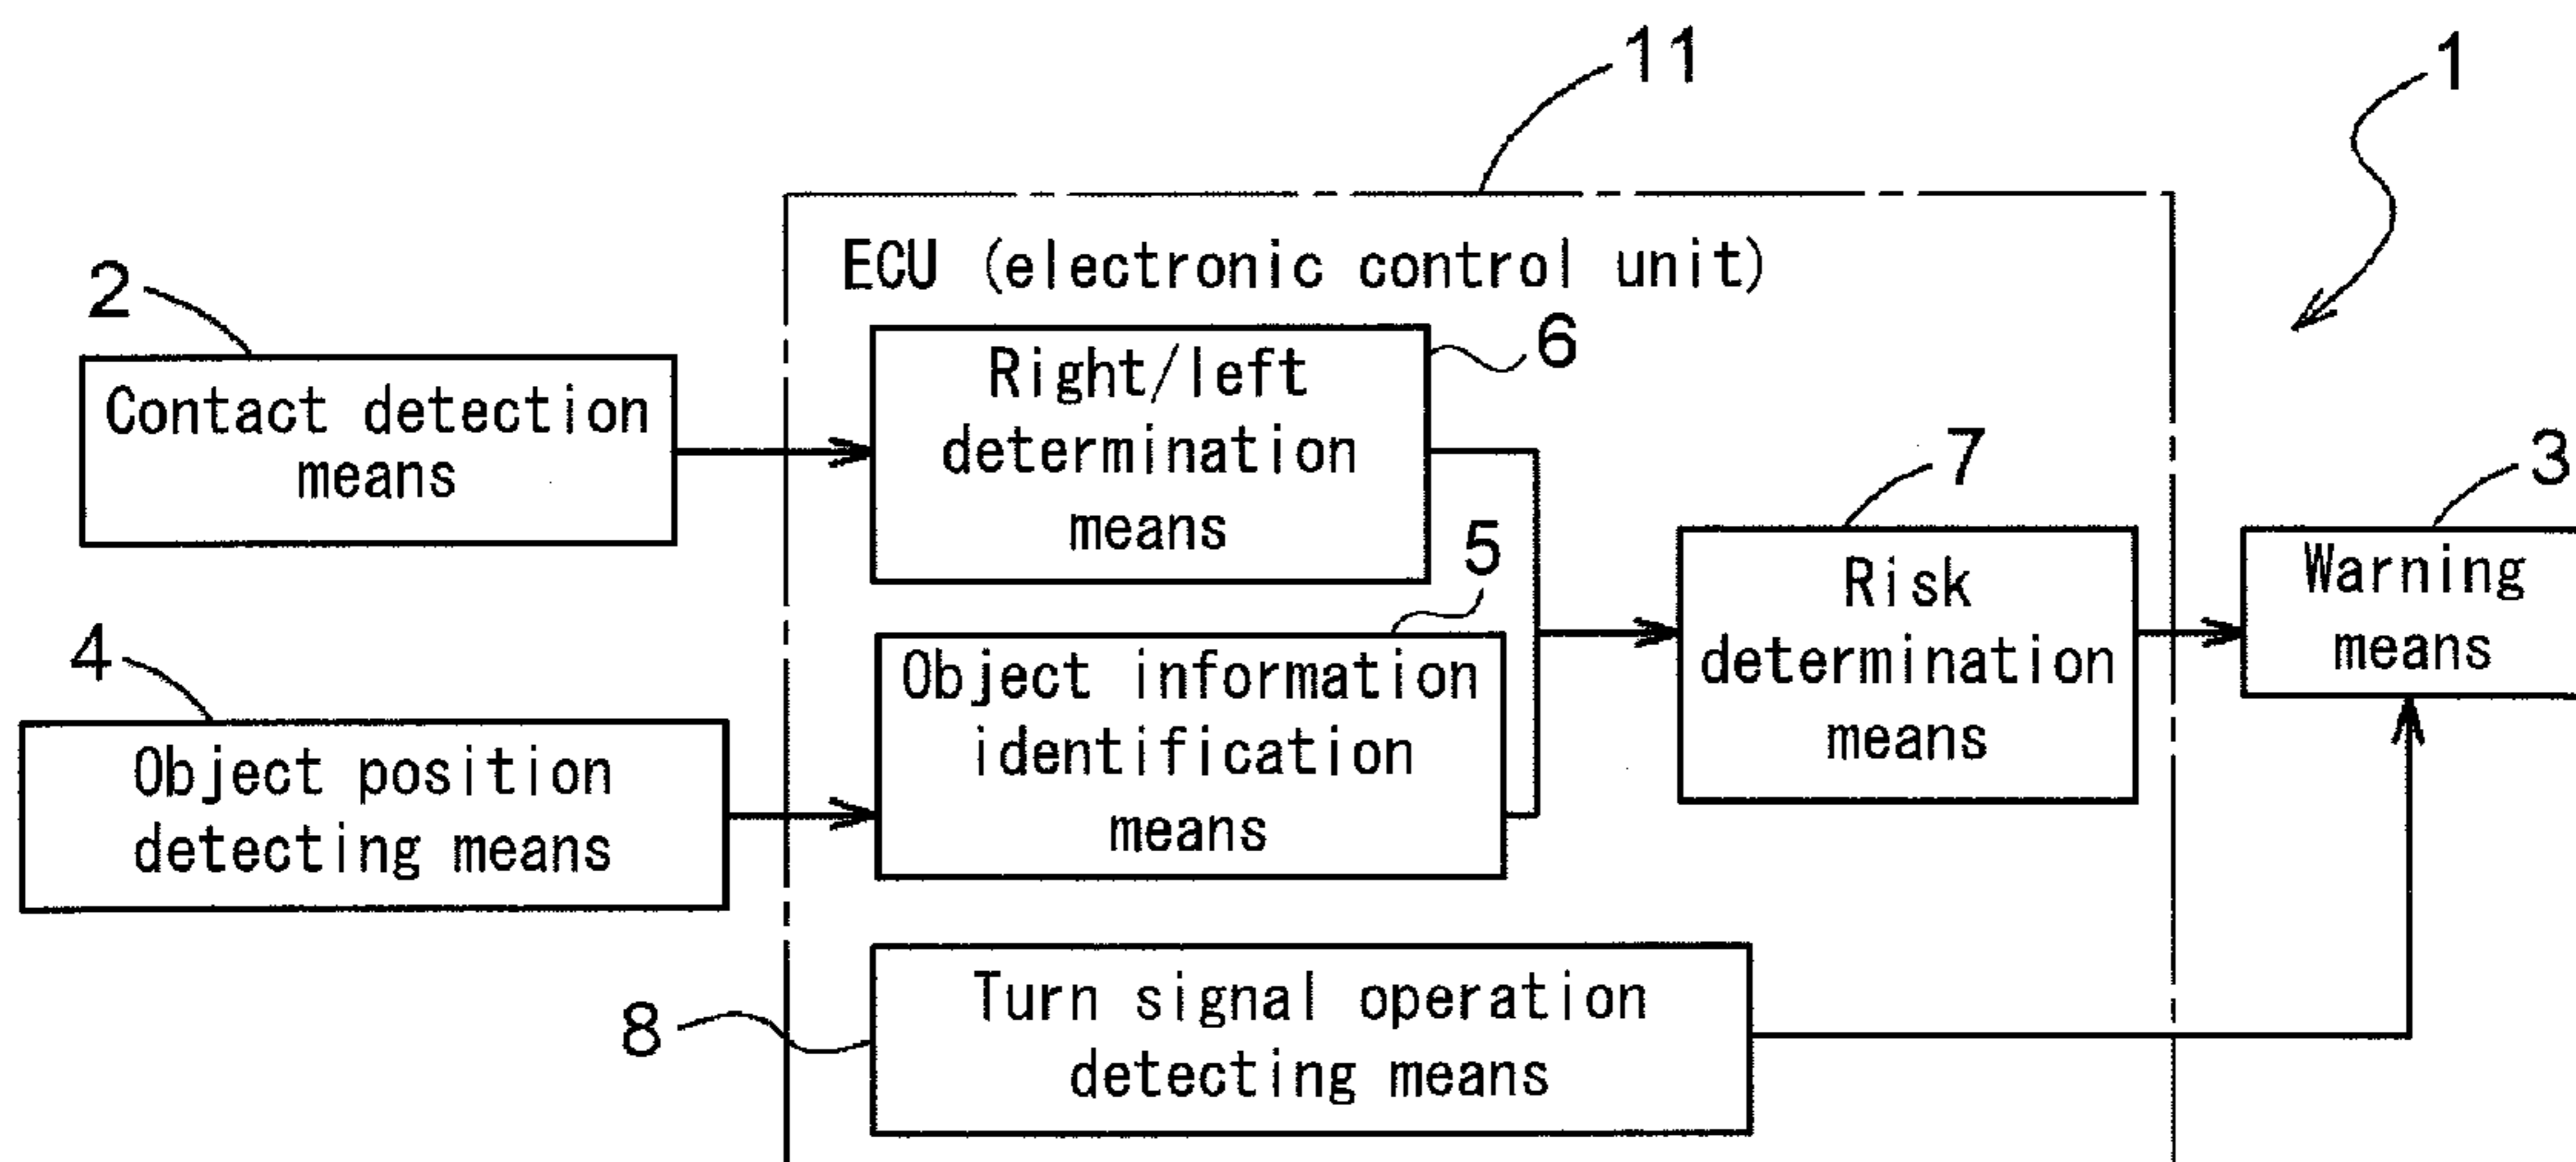 11
1
ECU (electronic control unit)
2
Contact detection
means
6
Right/left
determination
means
4
Object position
detecting means
5
Object information
identification
means
7
Risk
determination
means
3
Warning
means
8
Turn signal operation
detecting means